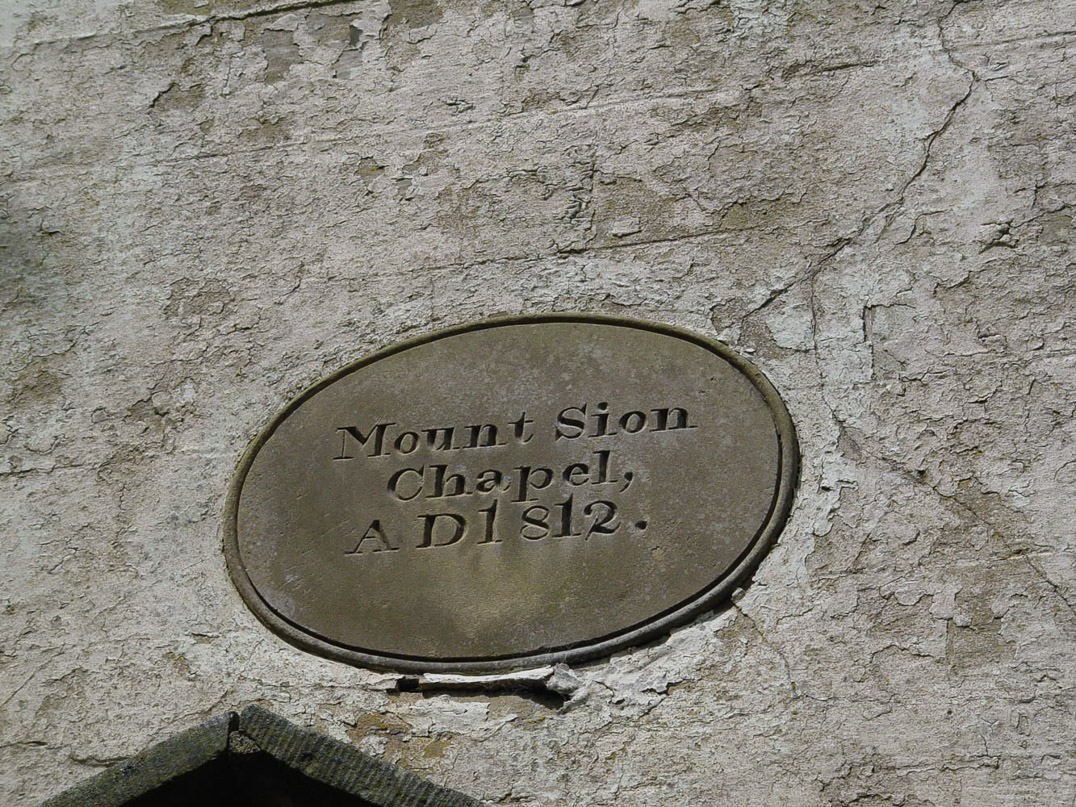 Mount Sion
Chapel,
A D 1812.